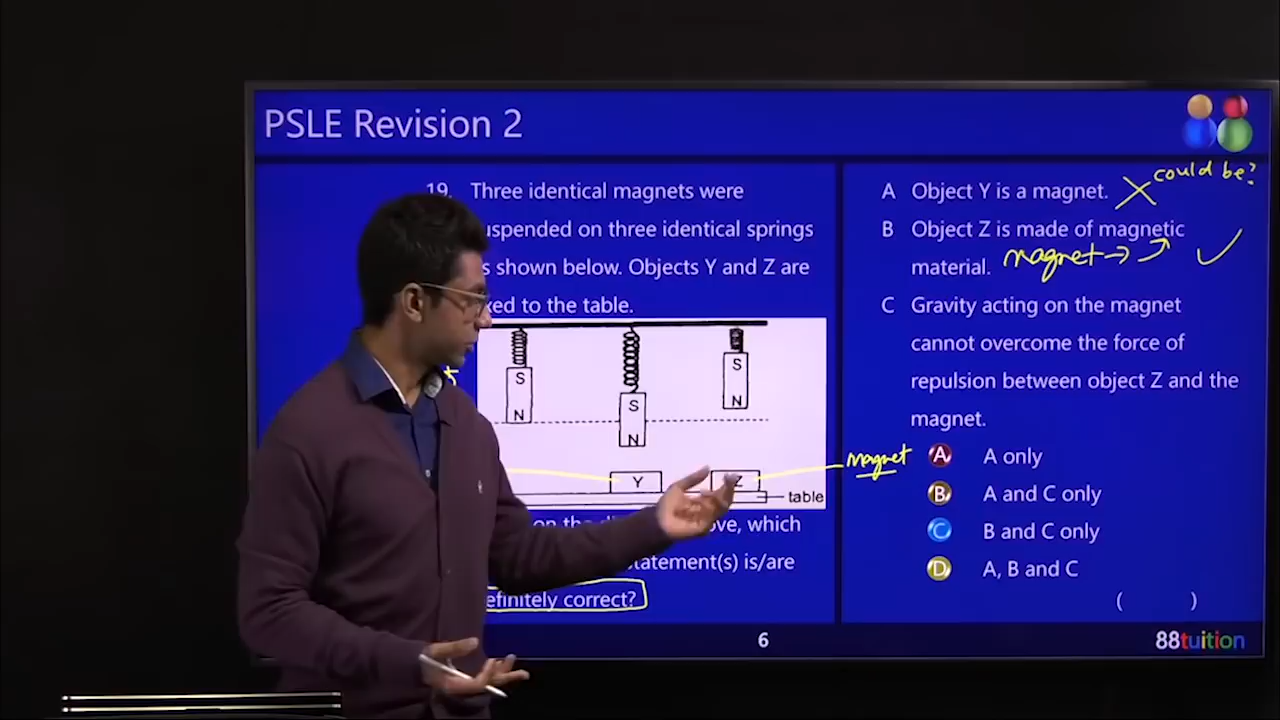 PSLE Revision 2
19. Three identical magnets were
uspended on three identical springs
s shown below. Objects Y and Z are
xed to the table.
S
N
S
N
S
N
Y
Z
table
magnet
on the
ove, which
tatement(s) is/are
efinitely correct?
A Object Y is a magnet.
could be?
B Object Z is made of magnetic
material.
magnet →
C Gravity acting on the magnet
cannot overcome the force of
repulsion between object Z and the
magnet.
A A only
B A and C only
C B and C only
D A, B and C
( )
6
88tuition